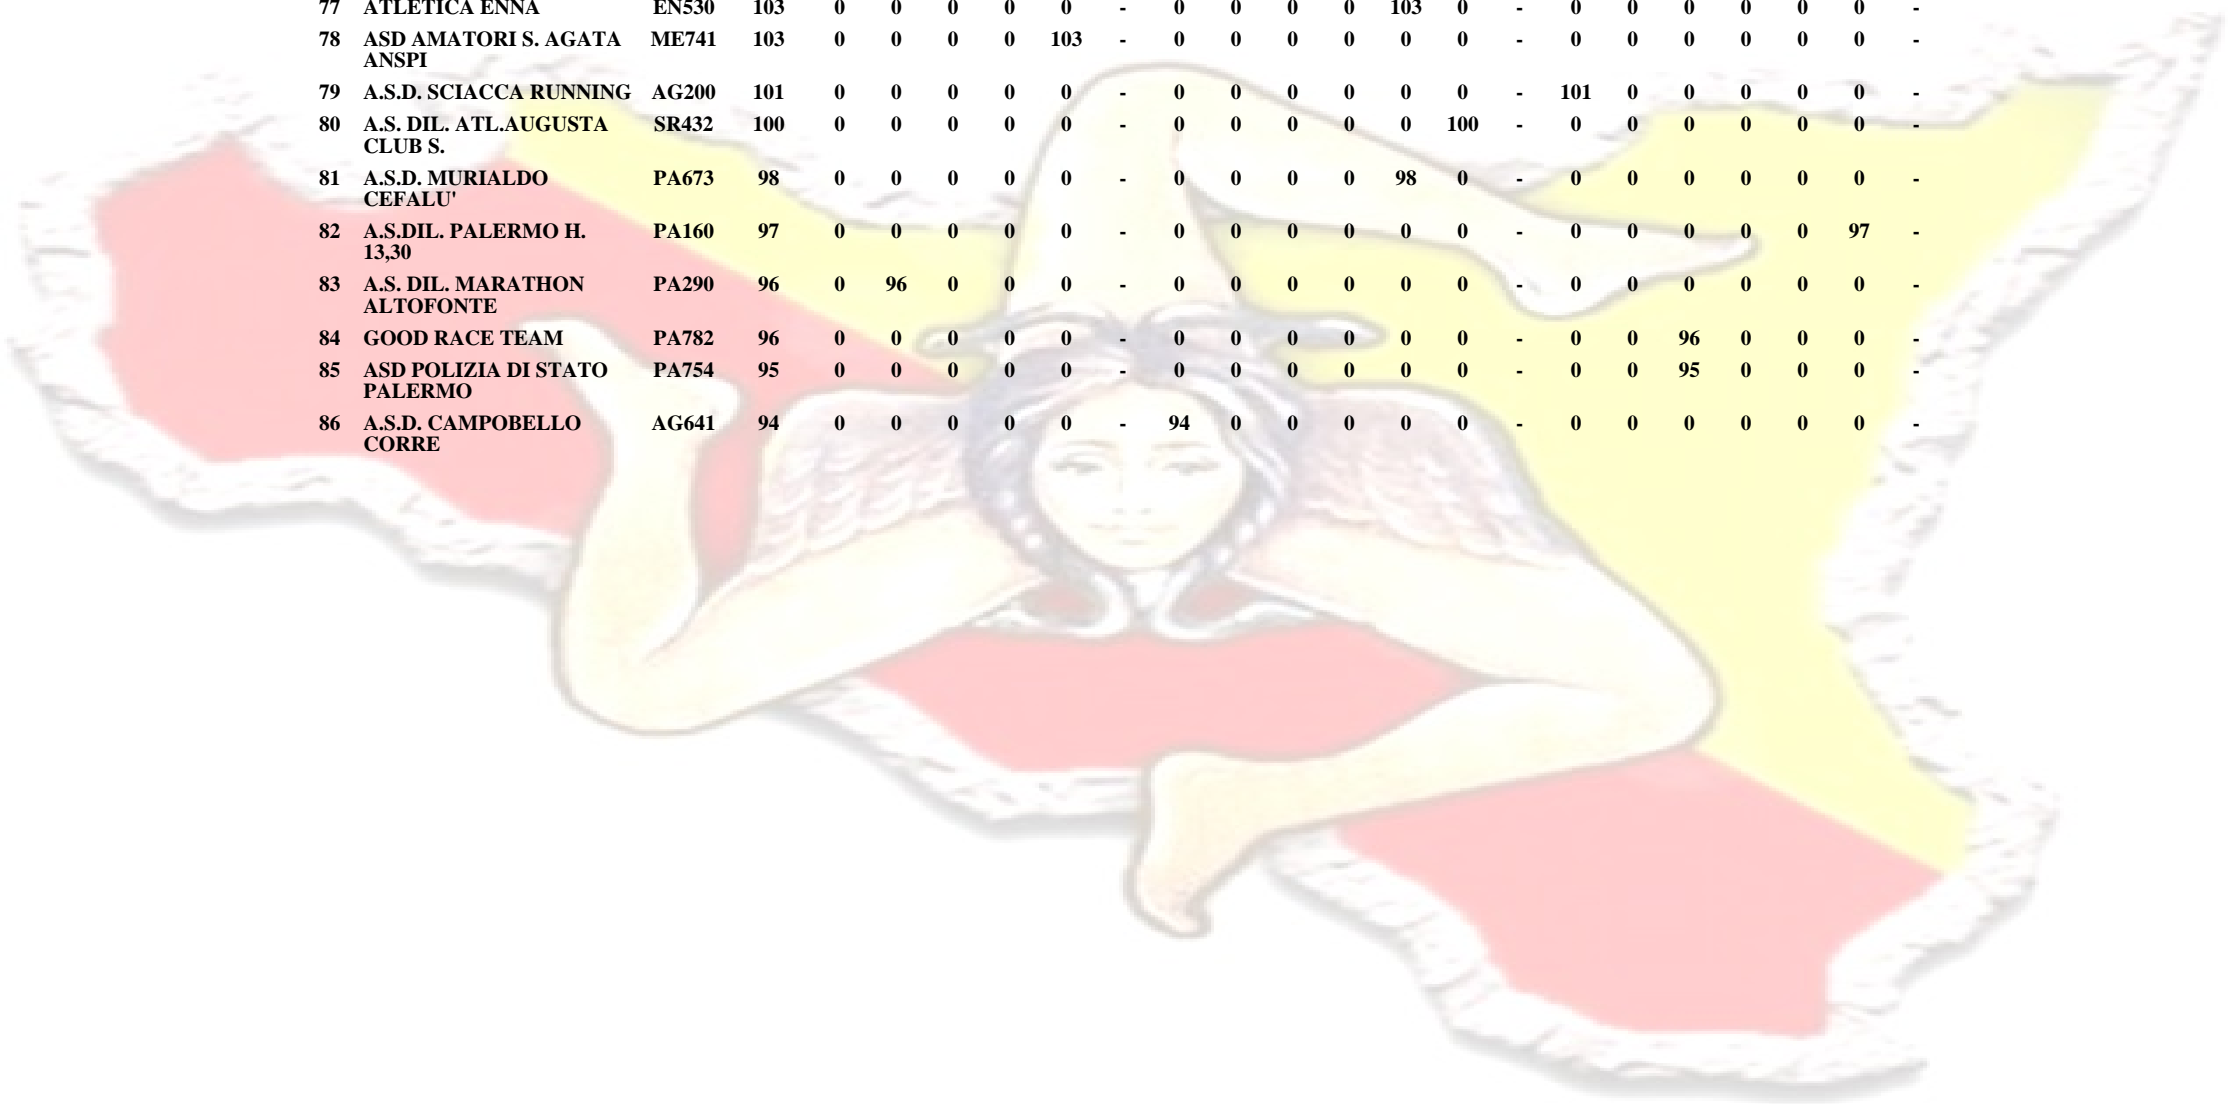 77 ATLETICA ENNA EN530 103 0 0 0 0 0 - 0 0 0 0 103 0 - 0 0 0 0 0 0 -
78 ASD AMATORI S. AGATA ME741 103 0 0 0 0 103 - 0 0 0 0 0 0 - 0 0 0 0 0 0 -
ANSPI
79 A.S.D. SCIACCA RUNNING AG200 101 0 0 0 0 0 - 0 0 0 0 0 0 - 101 0 0 0 0 0 -
80 A.S. DIL. ATL.AUGUSTA SR432 100 0 0 0 0 0 - 0 0 0 0 0 100 - 0 0 0 0 0 0 -
CLUB S.
81 A.S.D. MURIALDO PA673 98 0 0 0 0 0 - 0 0 0 0 98 0 - 0 0 0 0 0 0 -
CEFALU'
82 A.S.DIL. PALERMO H. PA160 97 0 0 0 0 0 - 0 0 0 0 0 0 - 0 0 0 0 0 97 -
13,30
83 A.S. DIL. MARATHON PA290 96 0 96 0 0 0 - 0 0 0 0 0 0 - 0 0 0 0 0 0 -
ALTOFONTE
84 GOOD RACE TEAM PA782 96 0 0 0 0 0 - 0 0 0 0 0 0 - 0 0 96 0 0 0 -
85 ASD POLIZIA DI STATO PA754 95 0 0 0 0 0 - 0 0 0 0 0 0 - 0 0 95 0 0 0 -
PALERMO
86 A.S.D. CAMPOBELLO AG641 94 0 0 0 0 0 - 94 0 0 0 0 0 - 0 0 0 0 0 0 -
CORRE